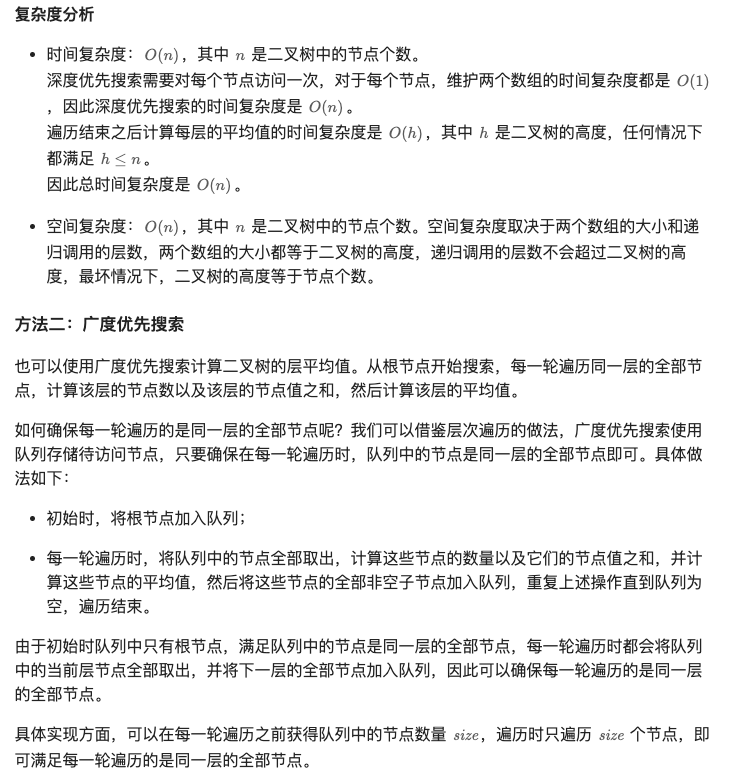 复杂度分析
• 时间复杂度：O(n)，其中 n 是二叉树中的节点个数。
深度优先搜索需要对每个节点访问一次，对于每个节点，维护两个数组的时间复杂度都是 O(1)
，因此深度优先搜索的时间复杂度是 O(n)。
遍历结束之后计算每层的平均值的时间复杂度是 O(h)，其中 h 是二叉树的高度，任何情况下
都满足 h ≤ n。
因此总时间复杂度是 O(n)。
• 空间复杂度：O(n)，其中 n 是二叉树中的节点个数。空间复杂度取决于两个数组的大小和递
归调用的层数，两个数组的大小都等于二叉树的高度，递归调用的层数不会超过二叉树的高
度，最坏情况下，二叉树的高度等于节点个数。
方法二：广度优先搜索
也可以使用广度优先搜索计算二叉树的层平均值。从根节点开始搜索，每一轮遍历同一层的全部节
点，计算该层的节点数以及该层的节点值之和，然后计算该层的平均值。
如何确保每一轮遍历的是同一层的全部节点呢？我们可以借鉴层次遍历的做法，广度优先搜索使用
队列存储待访问节点，只要确保在每一轮遍历时，队列中的节点是同一层的全部节点即可。具体做
法如下：
• 初始时，将根节点加入队列；
• 每一轮遍历时，将队列中的节点全部取出，计算这些节点的数量以及它们的节点值之和，并计
算这些节点的平均值，然后将这些节点的全部非空子节点加入队列，重复上述操作直到队列为
空，遍历结束。
由于初始时队列中只有根节点，满足队列中的节点是同一层的全部节点，每一轮遍历时都会将队列
中的当前层节点全部取出，并将下一层的全部节点加入队列，因此可以确保每一轮遍历的是同一层
的全部节点。
具体实现方面，可以在每一轮遍历之前获得队列中的节点数量 size，遍历时只遍历 size 个节点，即
可满足每一轮遍历的是同一层的全部节点。